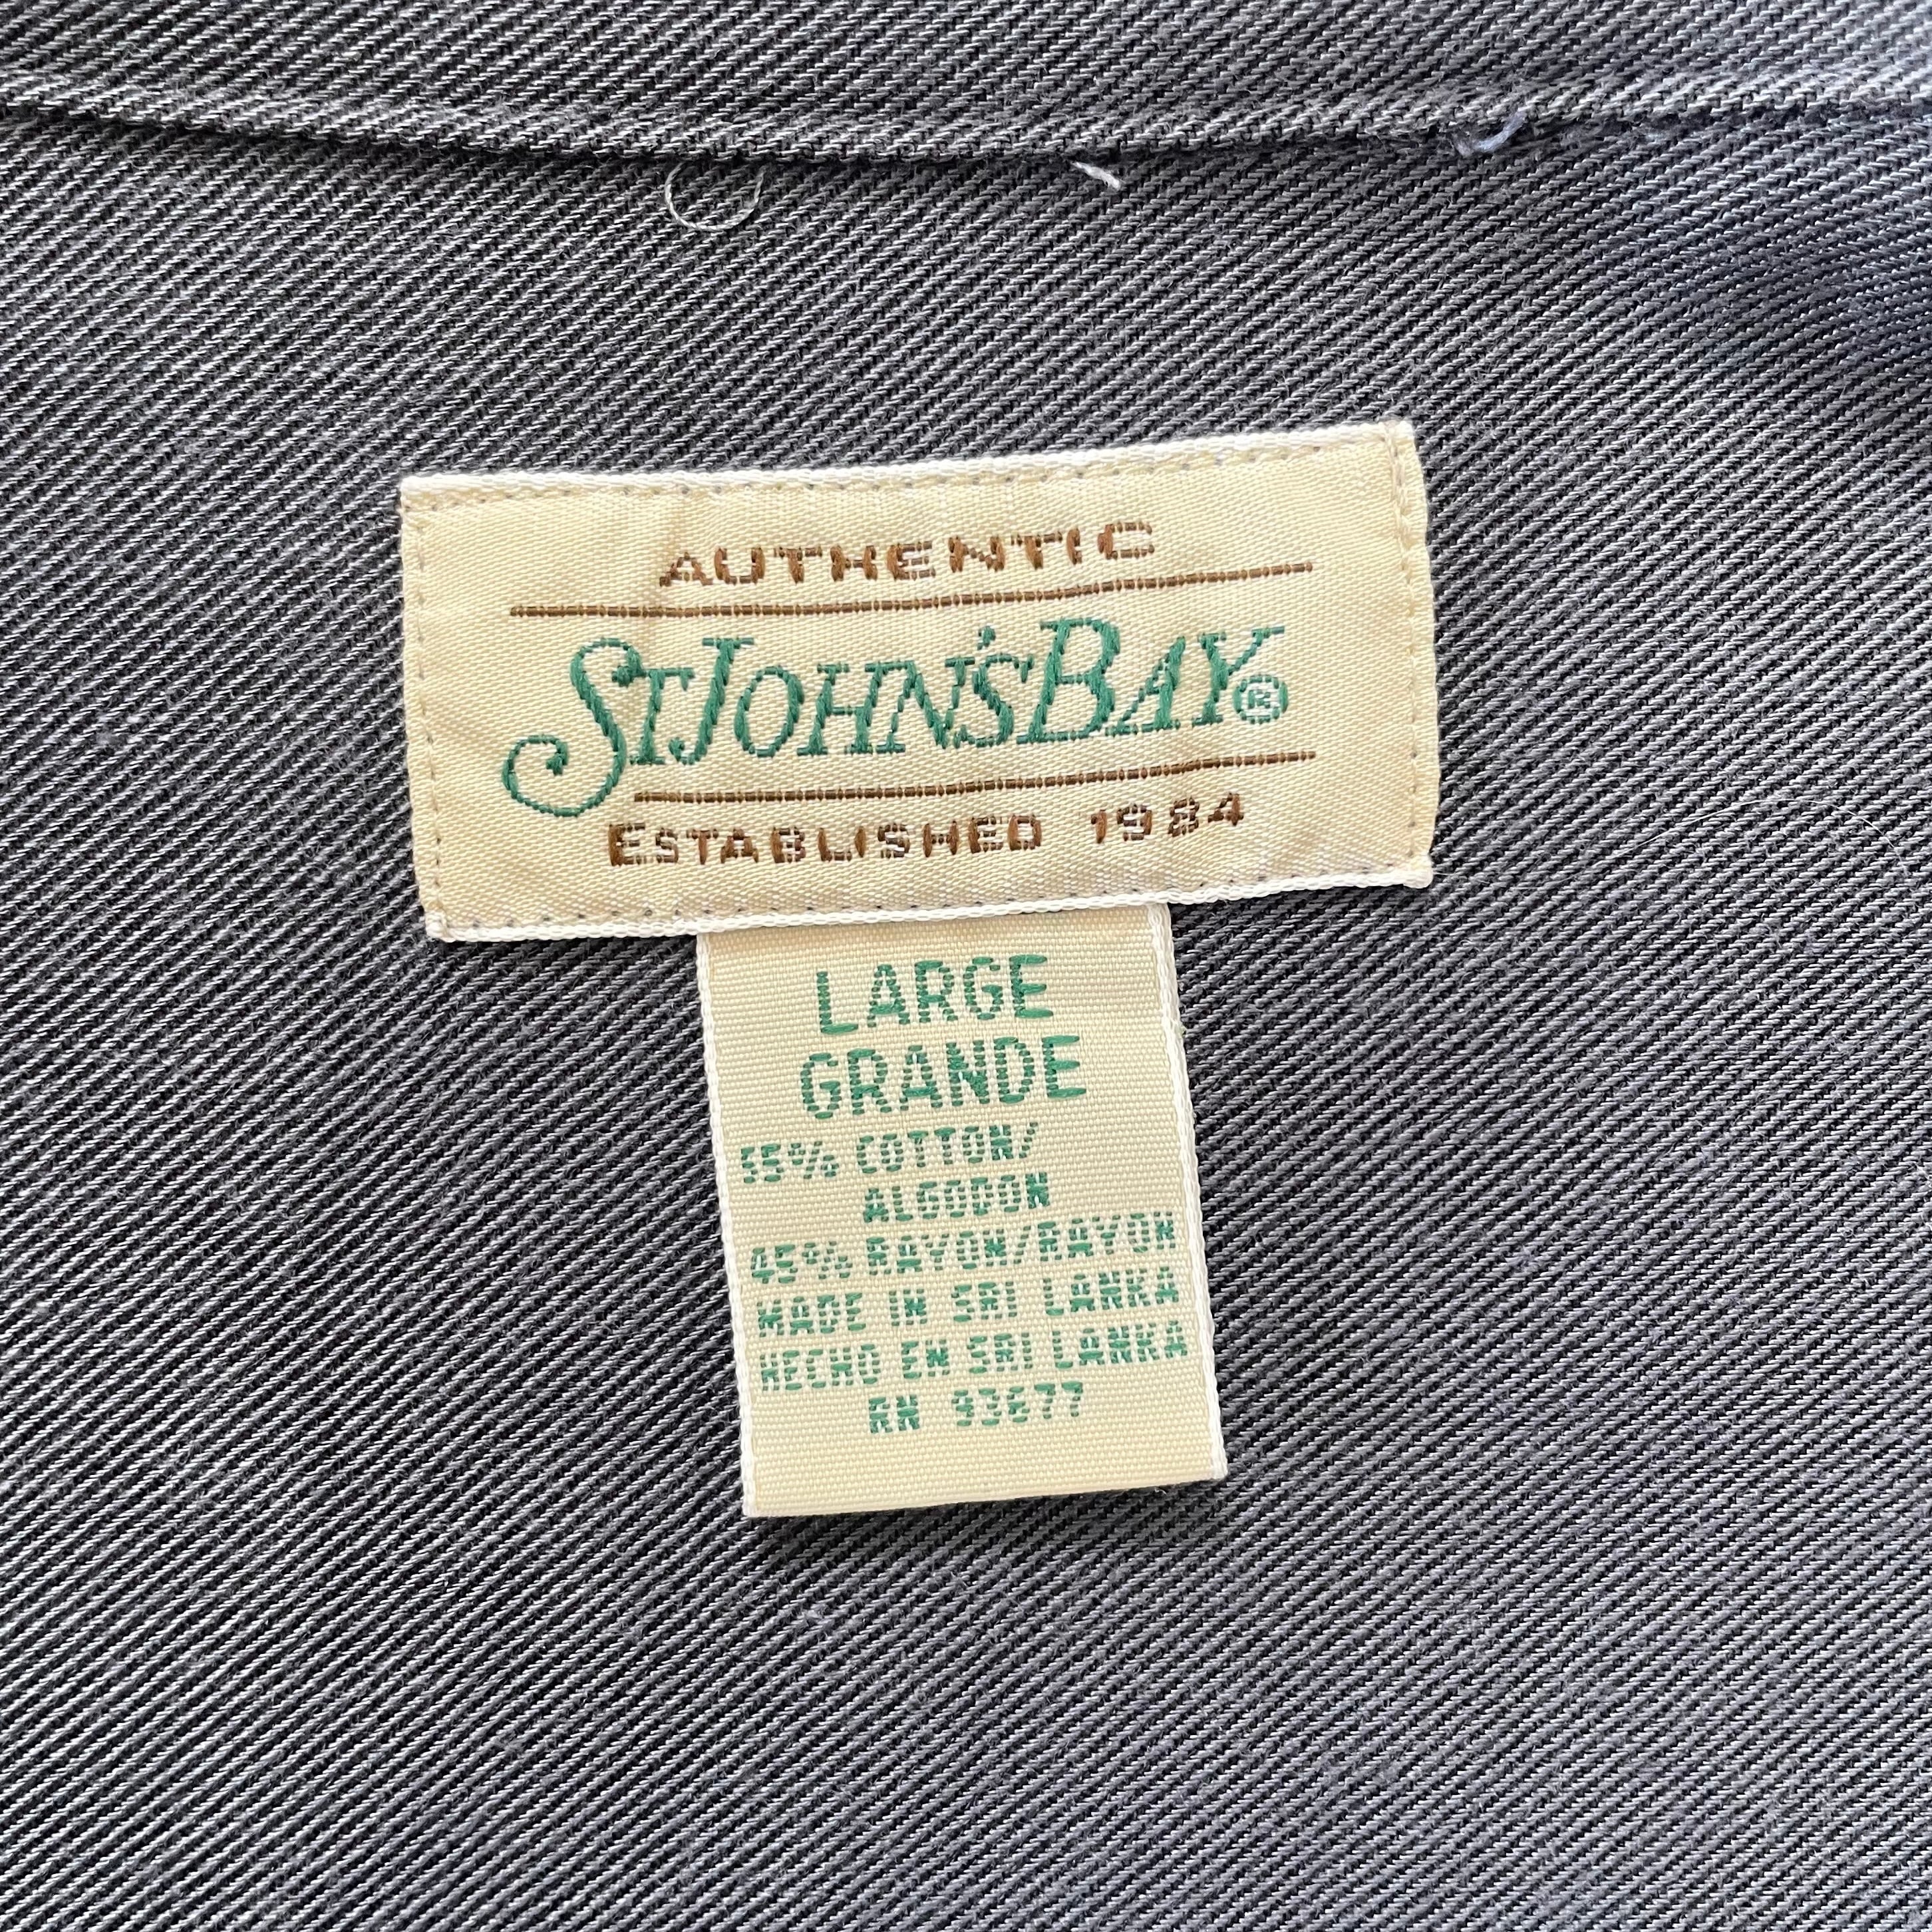 AUTHENTIC
ST JOHN'S BAY®
ESTABLISHED 1984
LARGE
GRANDE
55% COTTON/
ALGODON
45% RAYON/RAYON
MADE IN SRI LANKA
HECHO EN SRI LANKA
RN 93677